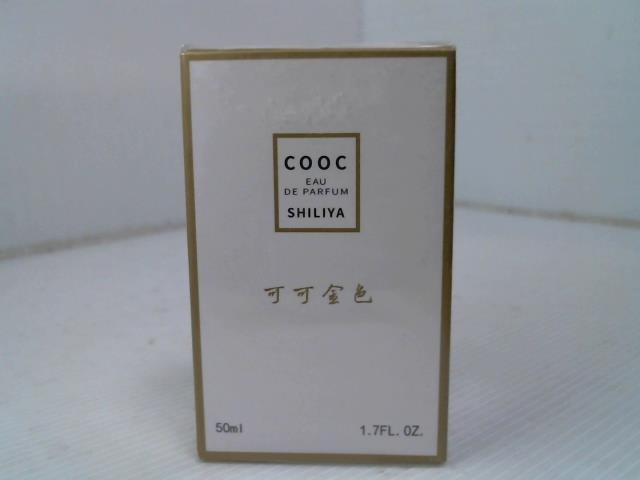 COOC
EAU
DE PARFUM
SHILIYA
可可金色
50ml
1.7FL.OZ.